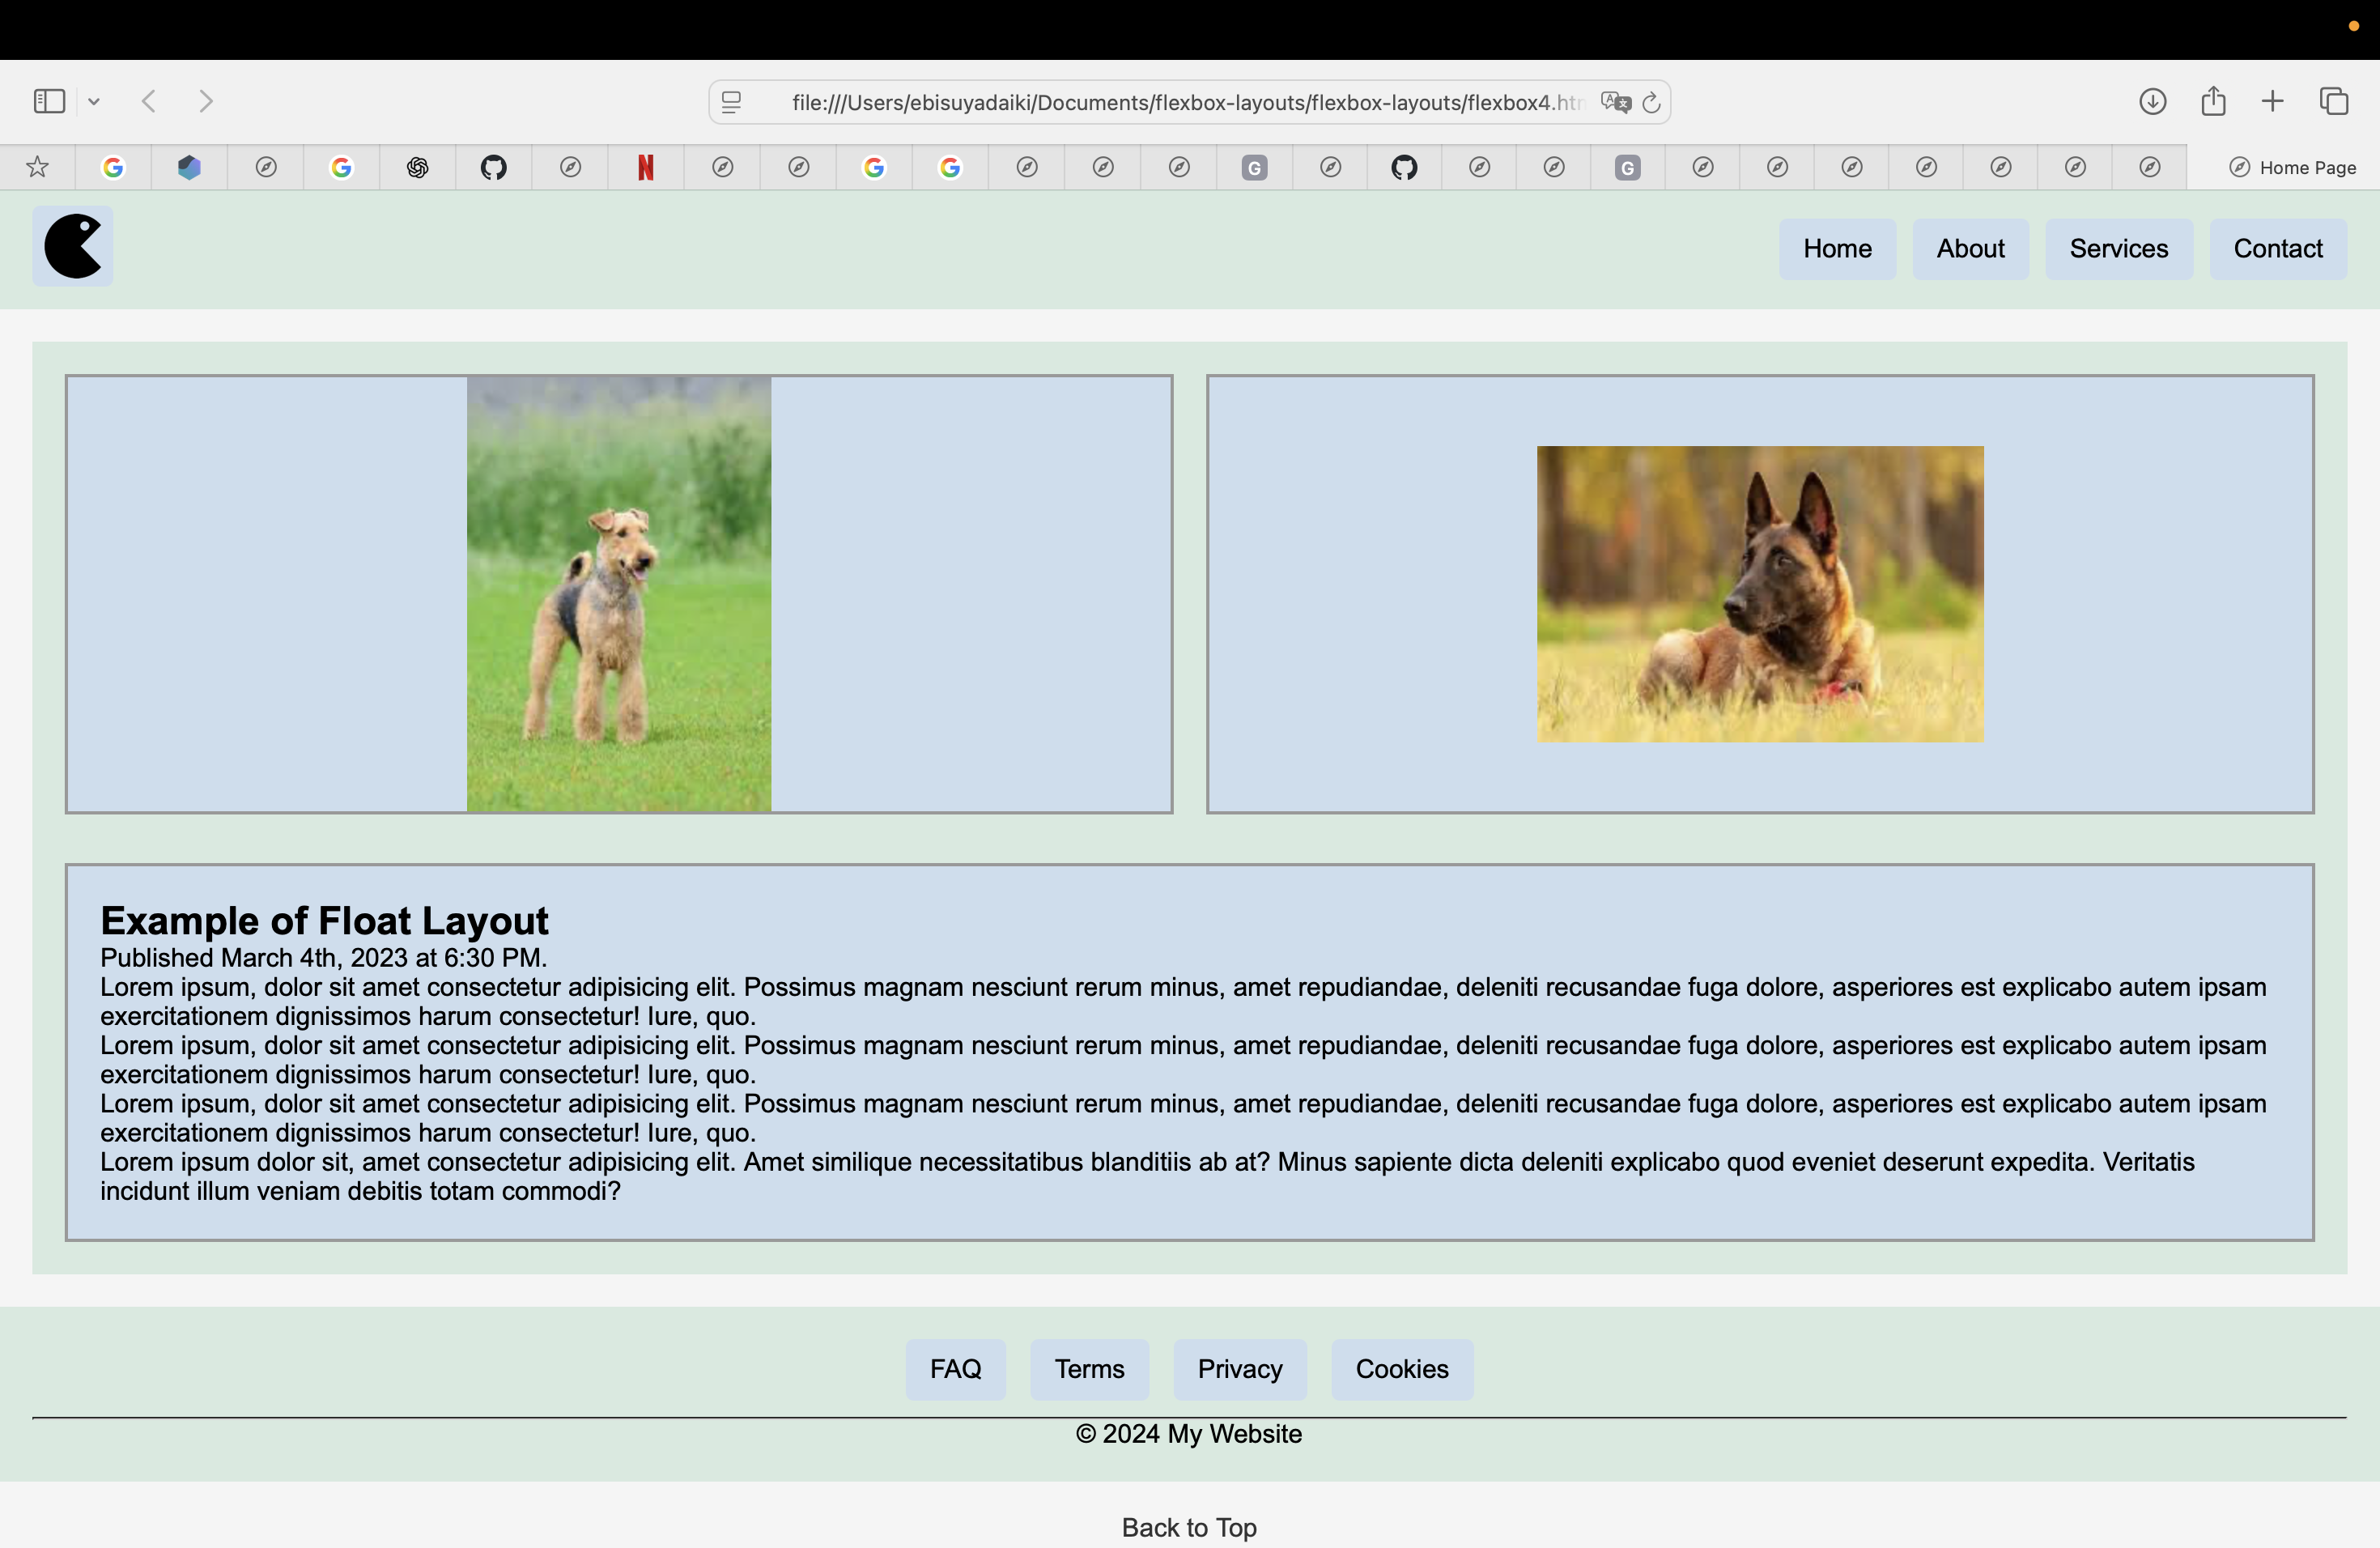 file:///Users/ebisuyadaiki/Documents/flexbox-layouts/flexbox-layouts/flexbox4.htm
Home Page
Home About Services Contact
Example of Float Layout
Published March 4th, 2023 at 6:30 PM.
Lorem ipsum, dolor sit amet consectetur adipisicing elit. Possimus magnam nesciunt rerum minus, amet repudiandae, deleniti recusandae fuga dolore, asperiores est explicabo autem ipsam
exercitationem dignissimos harum consectetur! Iure, quo.
Lorem ipsum, dolor sit amet consectetur adipisicing elit. Possimus magnam nesciunt rerum minus, amet repudiandae, deleniti recusandae fuga dolore, asperiores est explicabo autem ipsam
exercitationem dignissimos harum consectetur! Iure, quo.
Lorem ipsum, dolor sit amet consectetur adipisicing elit. Possimus magnam nesciunt rerum minus, amet repudiandae, deleniti recusandae fuga dolore, asperiores est explicabo autem ipsam
exercitationem dignissimos harum consectetur! Iure, quo.
Lorem ipsum dolor sit, amet consectetur adipisicing elit. Amet similique necessitatibus blanditiis ab at? Minus sapiente dicta deleniti explicabo quod eveniet deserunt expedita. Veritatis
incidunt illum veniam debitis totam commodi?
FAQ Terms Privacy Cookies
© 2024 My Website
Back to Top